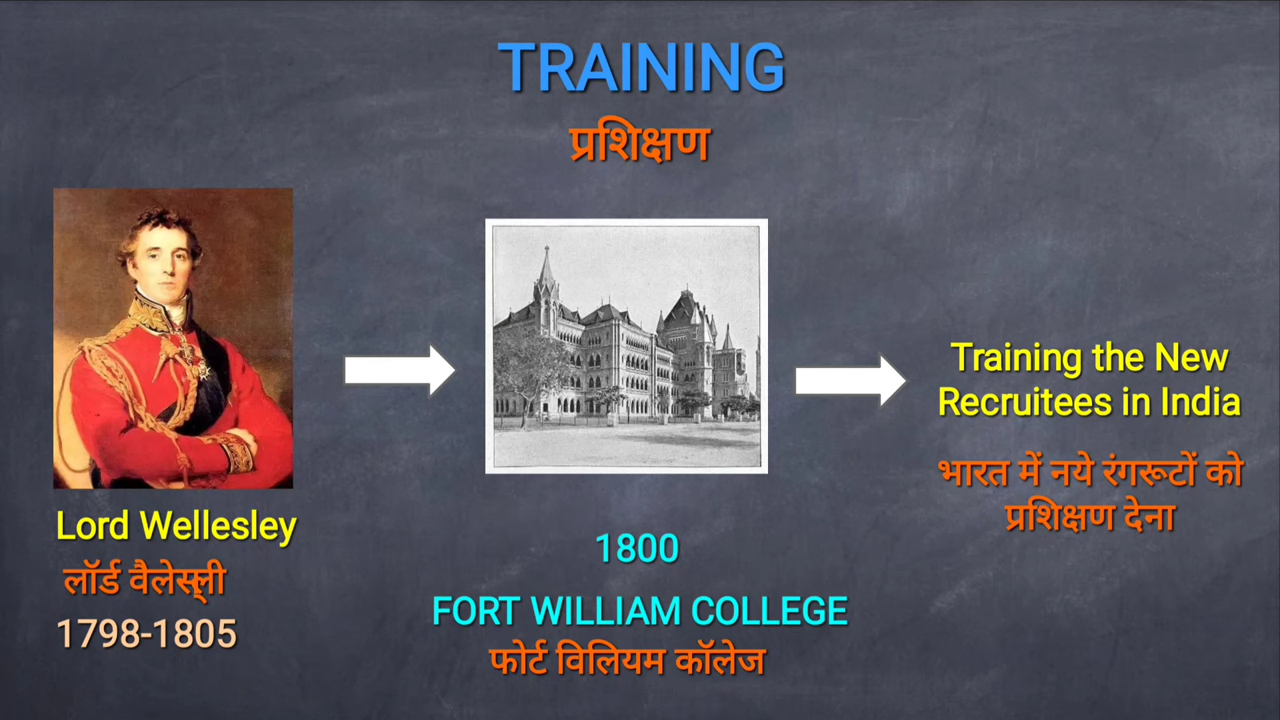 TRAINING
प्रशिक्षण
Lord Wellesley
लॉर्ड वैलेस्ली
1798-1805
1800
FORT WILLIAM COLLEGE
फोर्ट विलियम कॉलेज
Training the New
Recruitees in India
भारत में नये रंगरूटों को
प्रशिक्षण देना